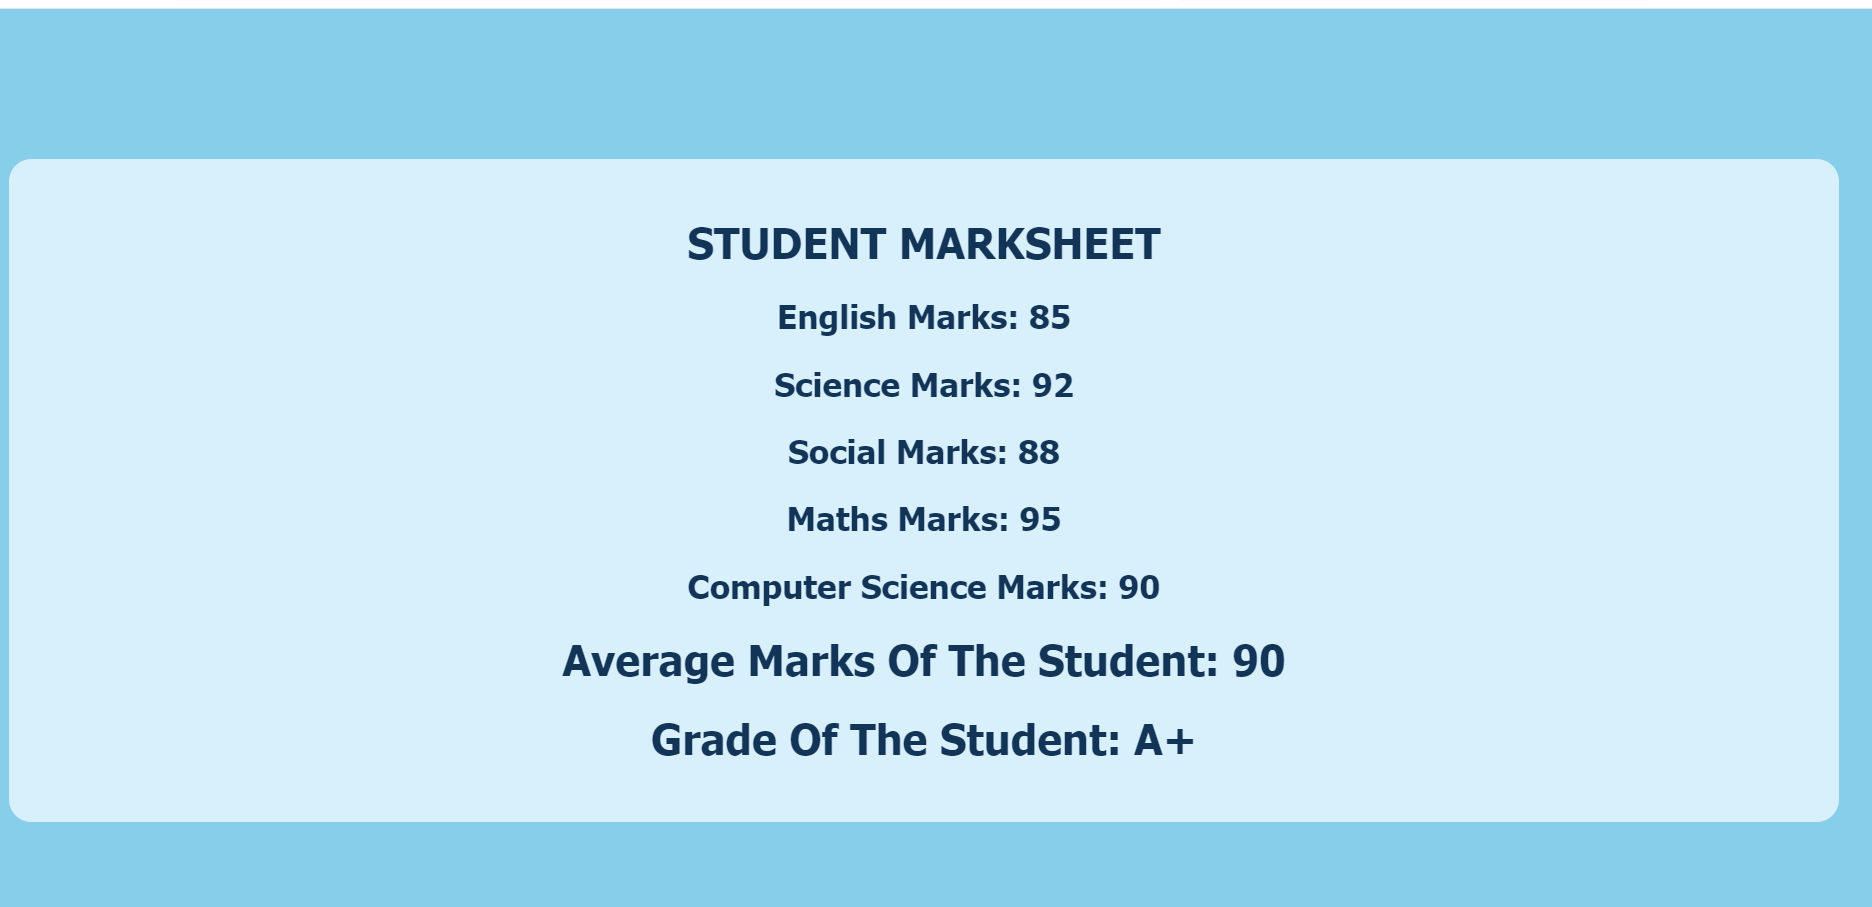 STUDENT MARKSHEET
English Marks: 85
Science Marks: 92
Social Marks: 88
Maths Marks: 95
Computer Science Marks: 90
Average Marks Of The Student: 90
Grade Of The Student: A+